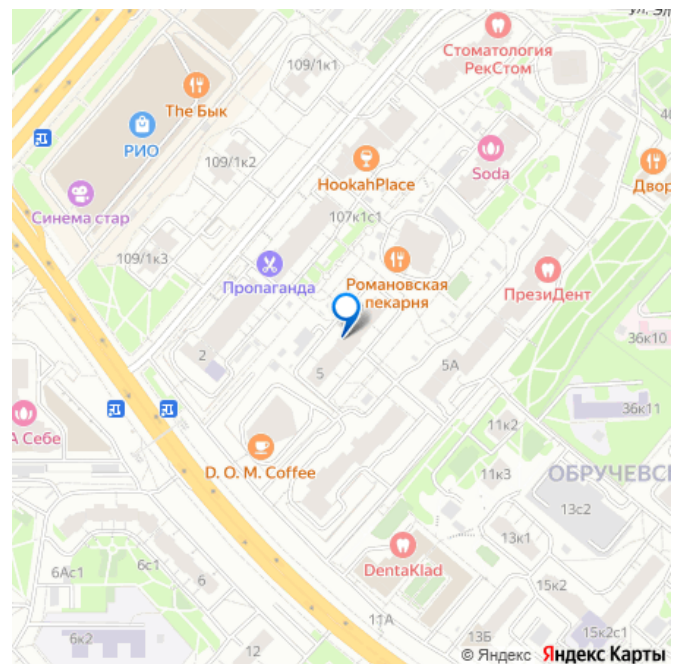 ул. Эл
Стоматология
РекСтом
109/1к1
The Бык
РИО
109/1к2
HookahPlace
Soda
Двор
Синема стар
107к1с1
109/1к3
Пропаганда
Романовская
пекарня
ПрезиДент
36к10
2
5
5А
36к11
А Себе
11к2
D. O. M. Coffee
11к3
ОБРУЧЕВСК
13с2
13к1
DentaKlad
6Ас1
6с1
6
15к2
11А
6к2
12
13Б
15к2с1
© Яндекс Яндекс Карты